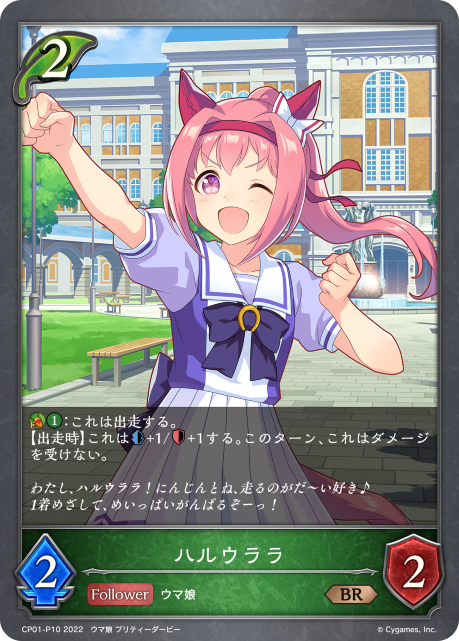 2
1:これは出走する。
【出走時】これは+1/+1する。このターン、これはダメージ
を受けない。
わたし、ハルウララ!にんじんとね、走るのがだ~い好き♪
1着めざして、めいっぱいがんばるぞーっ!
ハルウララ
2
Follower ウマ娘
BR
2
CP01-P10 2022 ウマ娘 プリティーダービー
© Cygames, Inc.